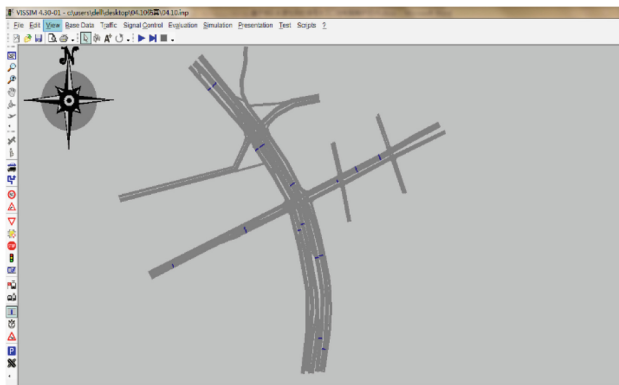 VISSIM 4.30-01 - c:\users\dell\desktop\04.1005\04.10.inp
File Edit View Base Data Traffic Signal Control Evaluation Simulation Presentation Test Scripts ?
N